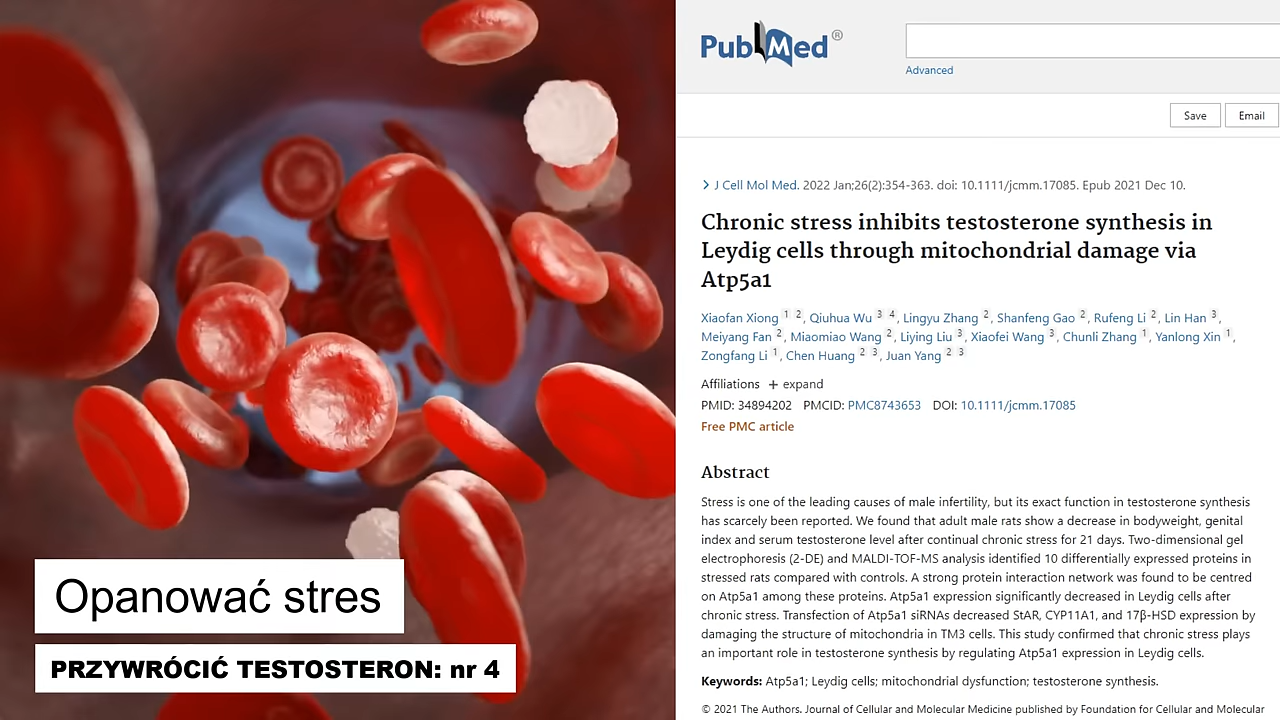 Opanować stres
PRZYWRÓCIĆ TESTOSTERON: nr 4
PubMed®
Advanced
Save
Email
J Cell Mol Med. 2022 Jan;26(2):354-363. doi: 10.1111/jcmm.17085. Epub 2021 Dec 10.
Chronic stress inhibits testosterone synthesis in
Leydig cells through mitochondrial damage via
Atp5a1
Xiaofan Xiong 1 2, Qiuhua Wu 3 4, Lingyu Zhang 2, Shanfeng Gao 2, Rufeng Li 2, Lin Han 3,
Meiyang Fan 2, Miaomiao Wang 2, Liying Liu 3, Xiaofei Wang 3, Chunli Zhang 1, Yanlong Xin 1,
Zongfang Li 1, Chen Huang 2 3, Juan Yang 2 3
Affiliations + expand
PMID: 34894202 PMCID: PMC8743653 DOI: 10.1111/jcmm.17085
Free PMC article
Abstract
Stress is one of the leading causes of male infertility, but its exact function in testosterone synthesis
has scarcely been reported. We found that adult male rats show a decrease in bodyweight, genital
index and serum testosterone level after continual chronic stress for 21 days. Two-dimensional gel
electrophoresis (2-DE) and MALDI-TOF-MS analysis identified 10 differentially expressed proteins in
stressed rats compared with controls. A strong protein interaction network was found to be centred
on Atp5a1 among these proteins. Atp5a1 expression significantly decreased in Leydig cells after
chronic stress. Transfection of Atp5a1 siRNAs decreased StAR, CYP11A1, and 17β-HSD expression by
damaging the structure of mitochondria in TM3 cells. This study confirmed that chronic stress plays
an important role in testosterone synthesis by regulating Atp5a1 expression in Leydig cells.
Keywords: Atp5a1; Leydig cells; mitochondrial dysfunction; testosterone synthesis.
© 2021 The Authors. Journal of Cellular and Molecular Medicine published by Foundation for Cellular and Molecular